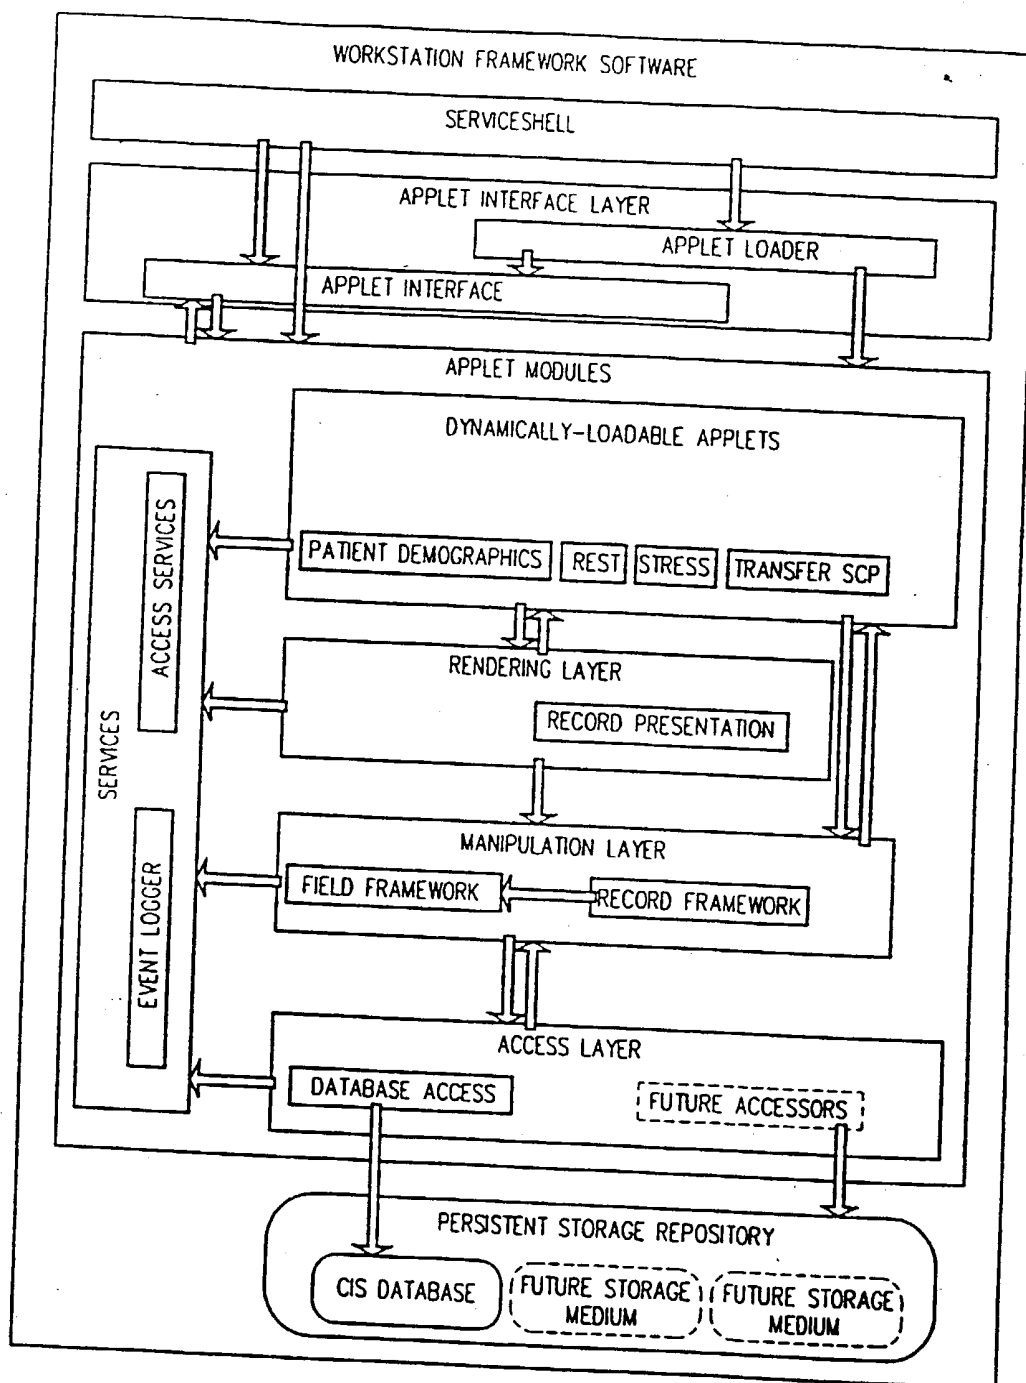 WORKSTATION FRAMEWORK SOFTWARE
SERVICESHELL
APPLET INTERFACE LAYER
APPLET LOADER
APPLET INTERFACE
APPLET MODULES
DYNAMICALLY-LOADABLE APPLETS
PATIENT DEMOGRAPHICS
REST
STRESS
TRANSFER SCP
SERVICES
ACCESS SERVICES
EVENT LOGGER
RENDERING LAYER
RECORD PRESENTATION
MANIPULATION LAYER
FIELD FRAMEWORK
RECORD FRAMEWORK
ACCESS LAYER
DATABASE ACCESS
FUTURE ACCESSORS
PERSISTENT STORAGE REPOSITORY
CIS DATABASE
FUTURE STORAGE
MEDIUM
FUTURE STORAGE
MEDIUM